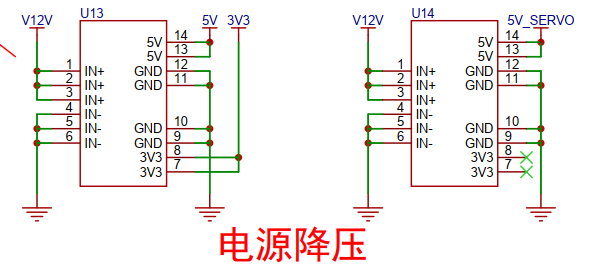 U13
V12V
5V
3V3
1 IN+
2 IN+
3 IN+
4 IN-
5 IN-
6 IN-
5V 14
5V 13
GND 12
GND 11
GND 10
GND 9
3V3 8
3V3 7
U14
V12V
5V_SERVO
1 IN+
2 IN+
3 IN+
4 IN-
5 IN-
6 IN-
5V 14
5V 13
GND 12
GND 11
GND 10
GND 9
3V3 8
3V3 7
电源降压